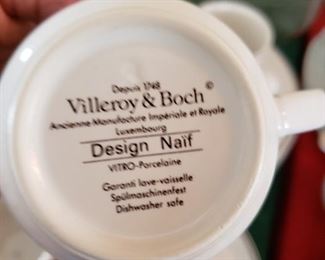 Depuis 1748
Villeroy & Boch ©
Ancienne Manufacture Impériale et Royale
Luxembourg
Design Naïf
VITRO-Porcelaine
Garanti lave-vaisselle
Spülmaschinenfest
Dishwasher safe